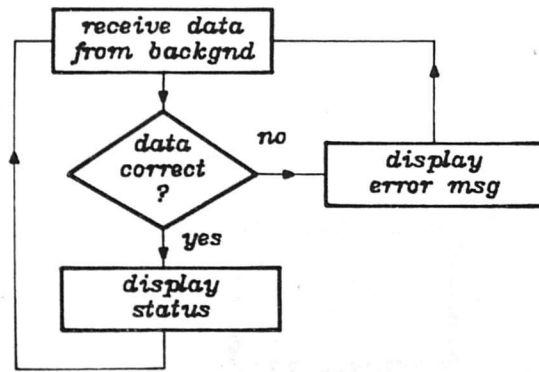 receive data
from backgnd
data
correct
?
no
display
error msg
yes
display
status